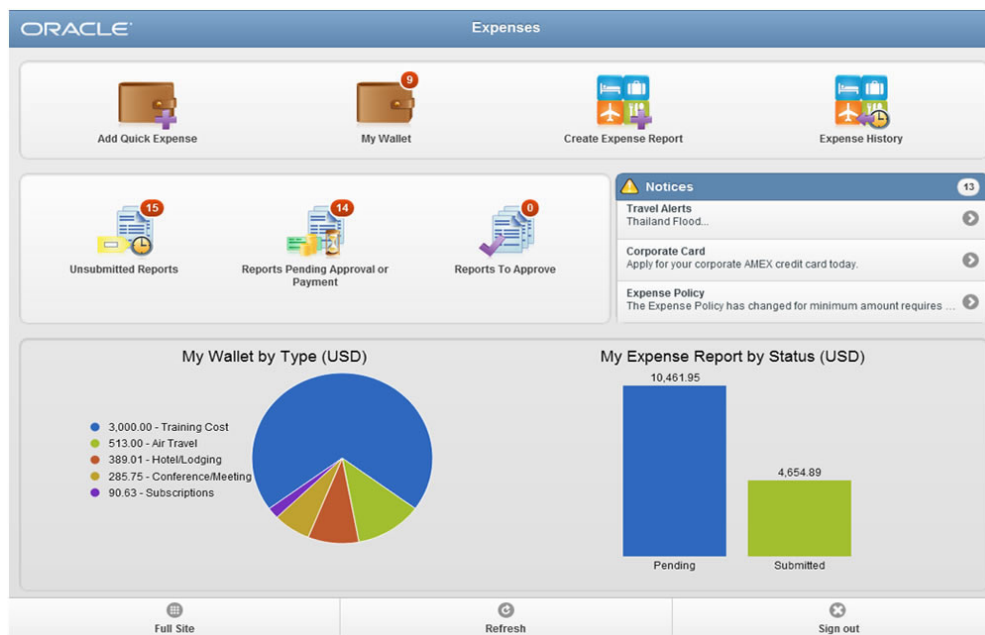 ORACLE
Expenses
Add Quick Expense
9
My Wallet
Create Expense Report
Expense History
15
Unsubmitted Reports
14
Reports Pending Approval or
Payment
0
Reports To Approve
Notices
13
Travel Alerts
Thailand Flood...
Corporate Card
Apply for your corporate AMEX credit card today.
Expense Policy
The Expense Policy has changed for minimum amount requires ...
My Wallet by Type (USD)
3,000.00 - Training Cost
513.00 - Air Travel
389.01 - Hotel/Lodging
285.75 - Conference/Meeting
90.63 - Subscriptions
My Expense Report by Status (USD)
10,461.95
4,654.89
Pending
Submitted
Full Site
Refresh
Sign out